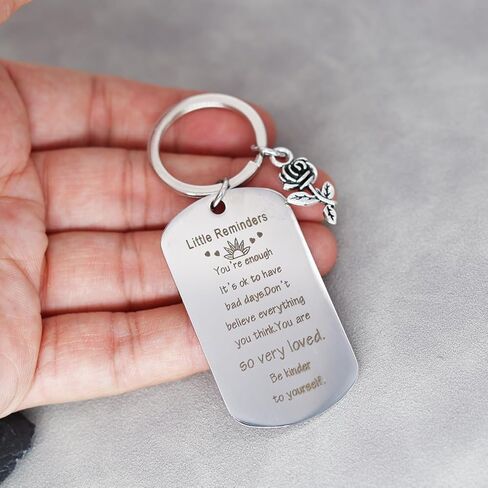 Little Reminders
You're enough
It's ok to have
bad days.Don't
believe everything
you think.You are
so very loved.
Be kinder
to yourself.